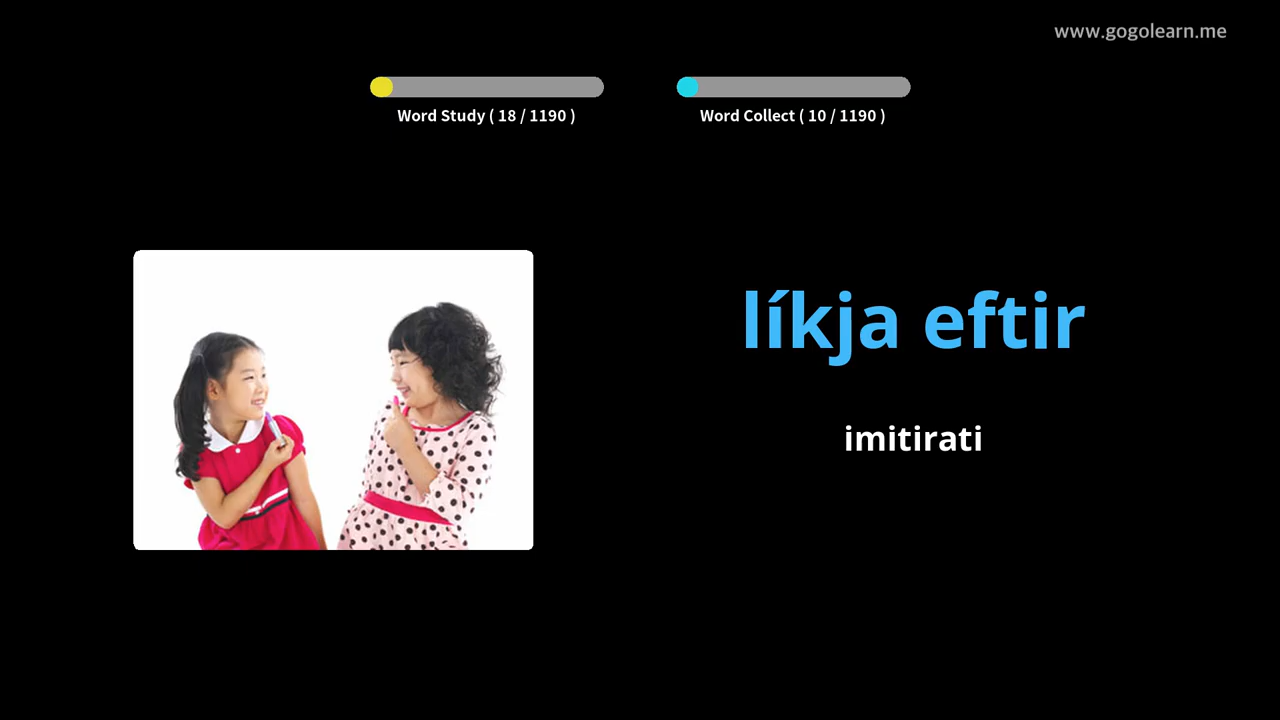 www.gogolearn.me
Word Study ( 18 / 1190 )
Word Collect ( 10 / 1190 )
líkja eftir
imitirati